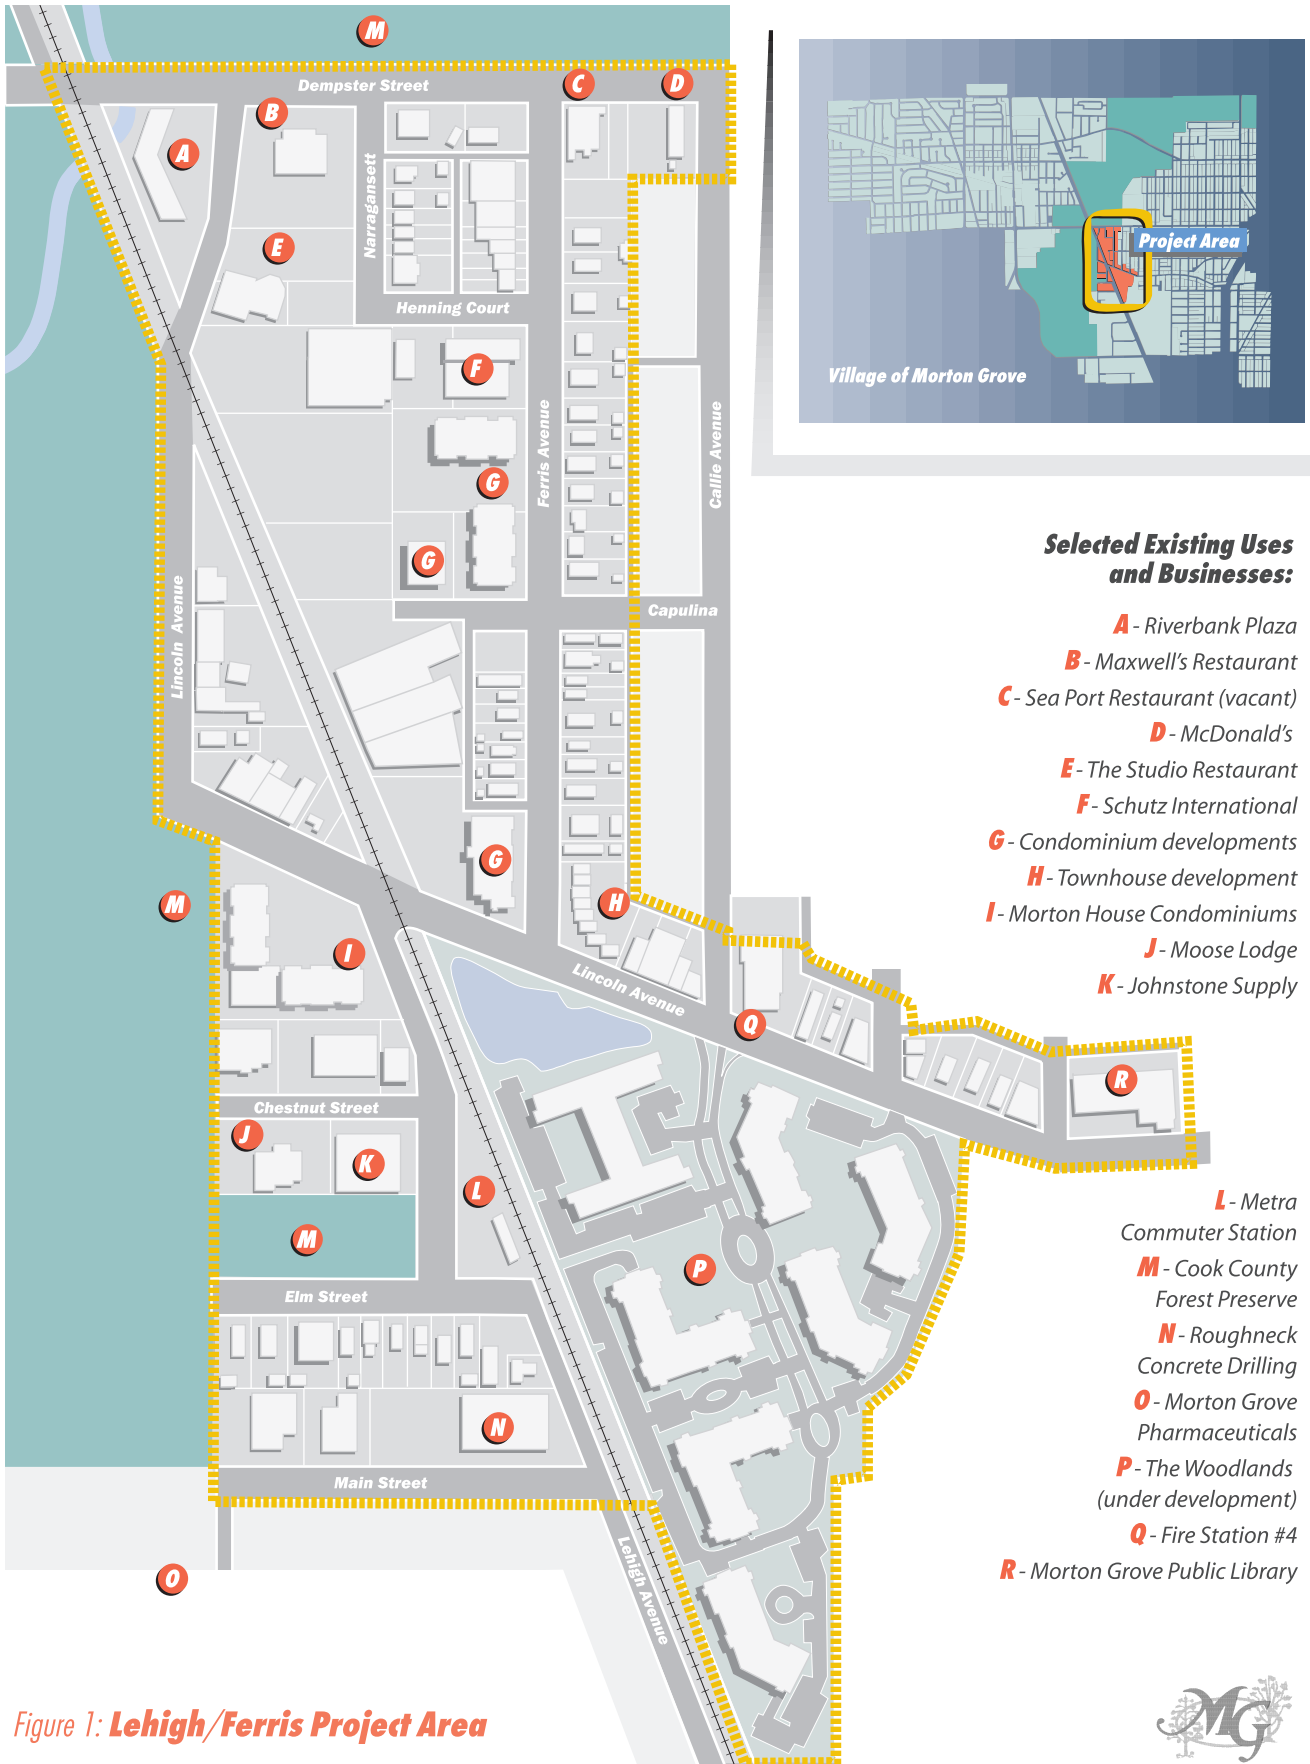 M
Dempster Street
C
D
B
A
Narragansett
E
Henning Court
F
Ferris Avenue
Callie Avenue
G
G
Lincoln Avenue
Capulina
G
H
M
I
Lincoln Avenue
Q
R
Chestnut Street
J
K
L
M
P
Elm Street
N
Main Street
Lehigh Avenue
O
Project Area
Village of Morton Grove
Selected Existing Uses
and Businesses:
A - Riverbank Plaza
B - Maxwell's Restaurant
C - Sea Port Restaurant (vacant)
D - McDonald's
E - The Studio Restaurant
F - Schutz International
G - Condominium developments
H - Townhouse development
I - Morton House Condominiums
J - Moose Lodge
K - Johnstone Supply
L - Metra
Commuter Station
M - Cook County
Forest Preserve
N - Roughneck
Concrete Drilling
O - Morton Grove
Pharmaceuticals
P - The Woodlands
(under development)
Q - Fire Station #4
R - Morton Grove Public Library
Figure 1: Lehigh/Ferris Project Area
MG